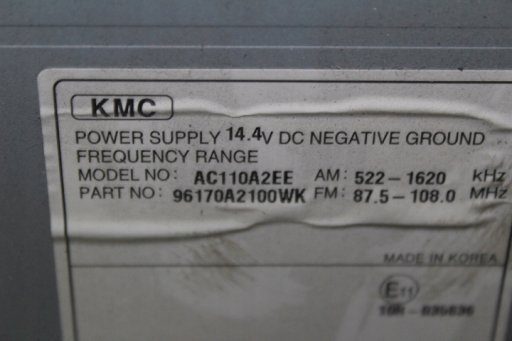 KMC
POWER SUPPLY 14.4V DC NEGATIVE GROUND
FREQUENCY RANGE
MODEL NO: AC110A2EE AM: 522-1620 kHz
PART NO: 96170A2100WK FM: 87.5-108.0 MHz
MADE IN KOREA
E11